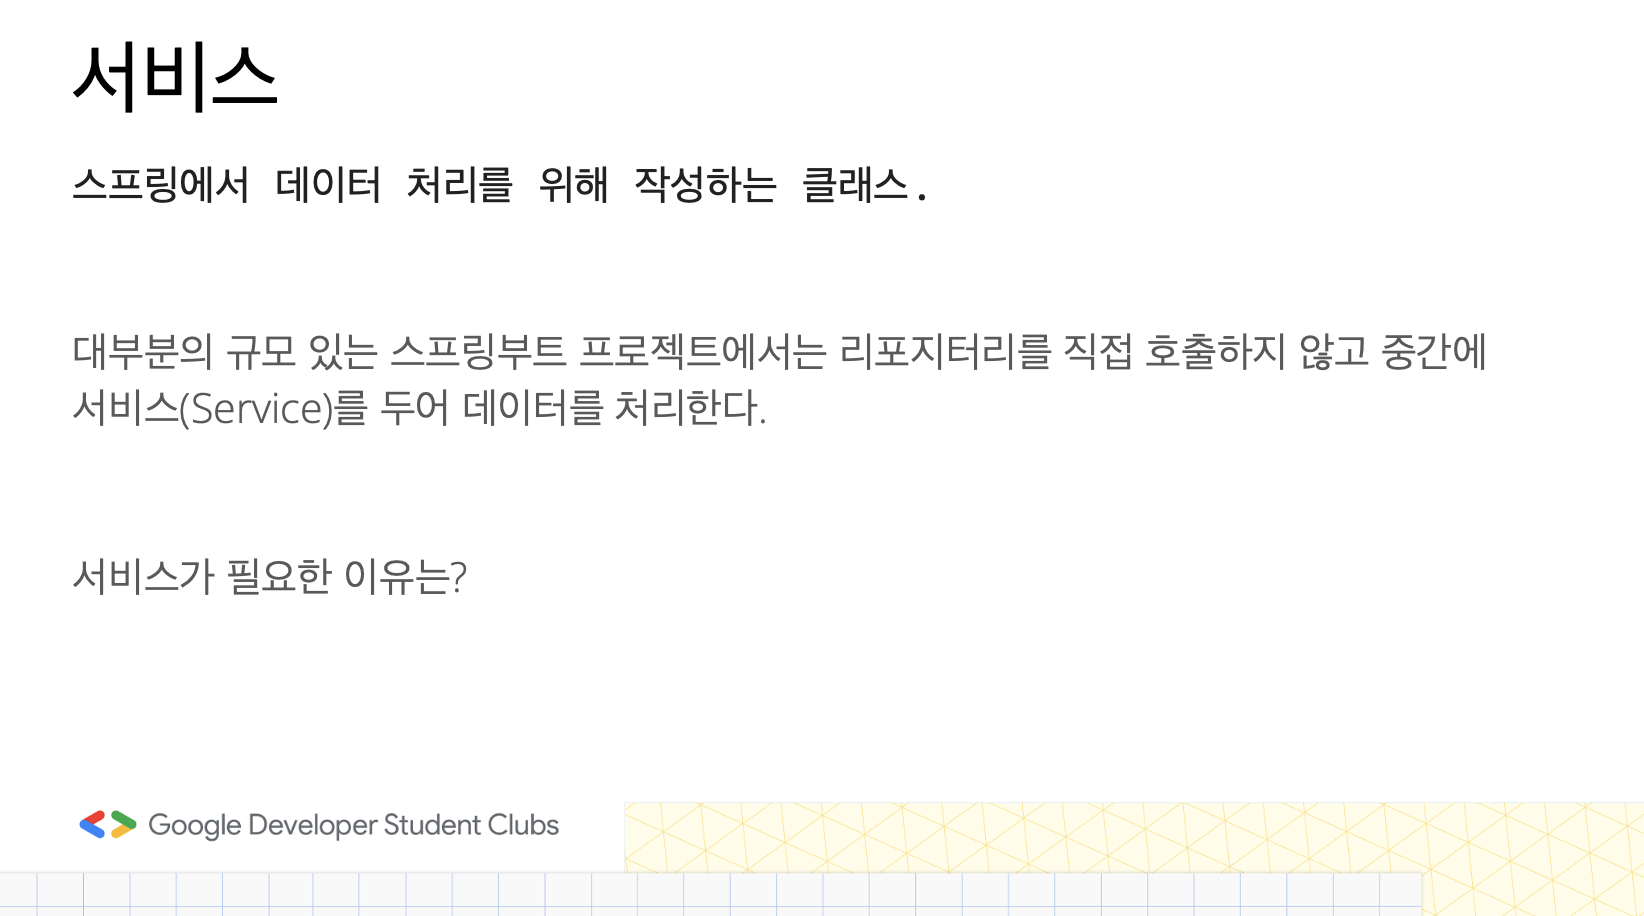 서비스
스프링에서 데이터 처리를 위해 작성하는 클래스.
대부분의 규모 있는 스프링부트 프로젝트에서는 리포지터리를 직접 호출하지 않고 중간에
서비스(Service)를 두어 데이터를 처리한다.
서비스가 필요한 이유는?
Google Developer Student Clubs